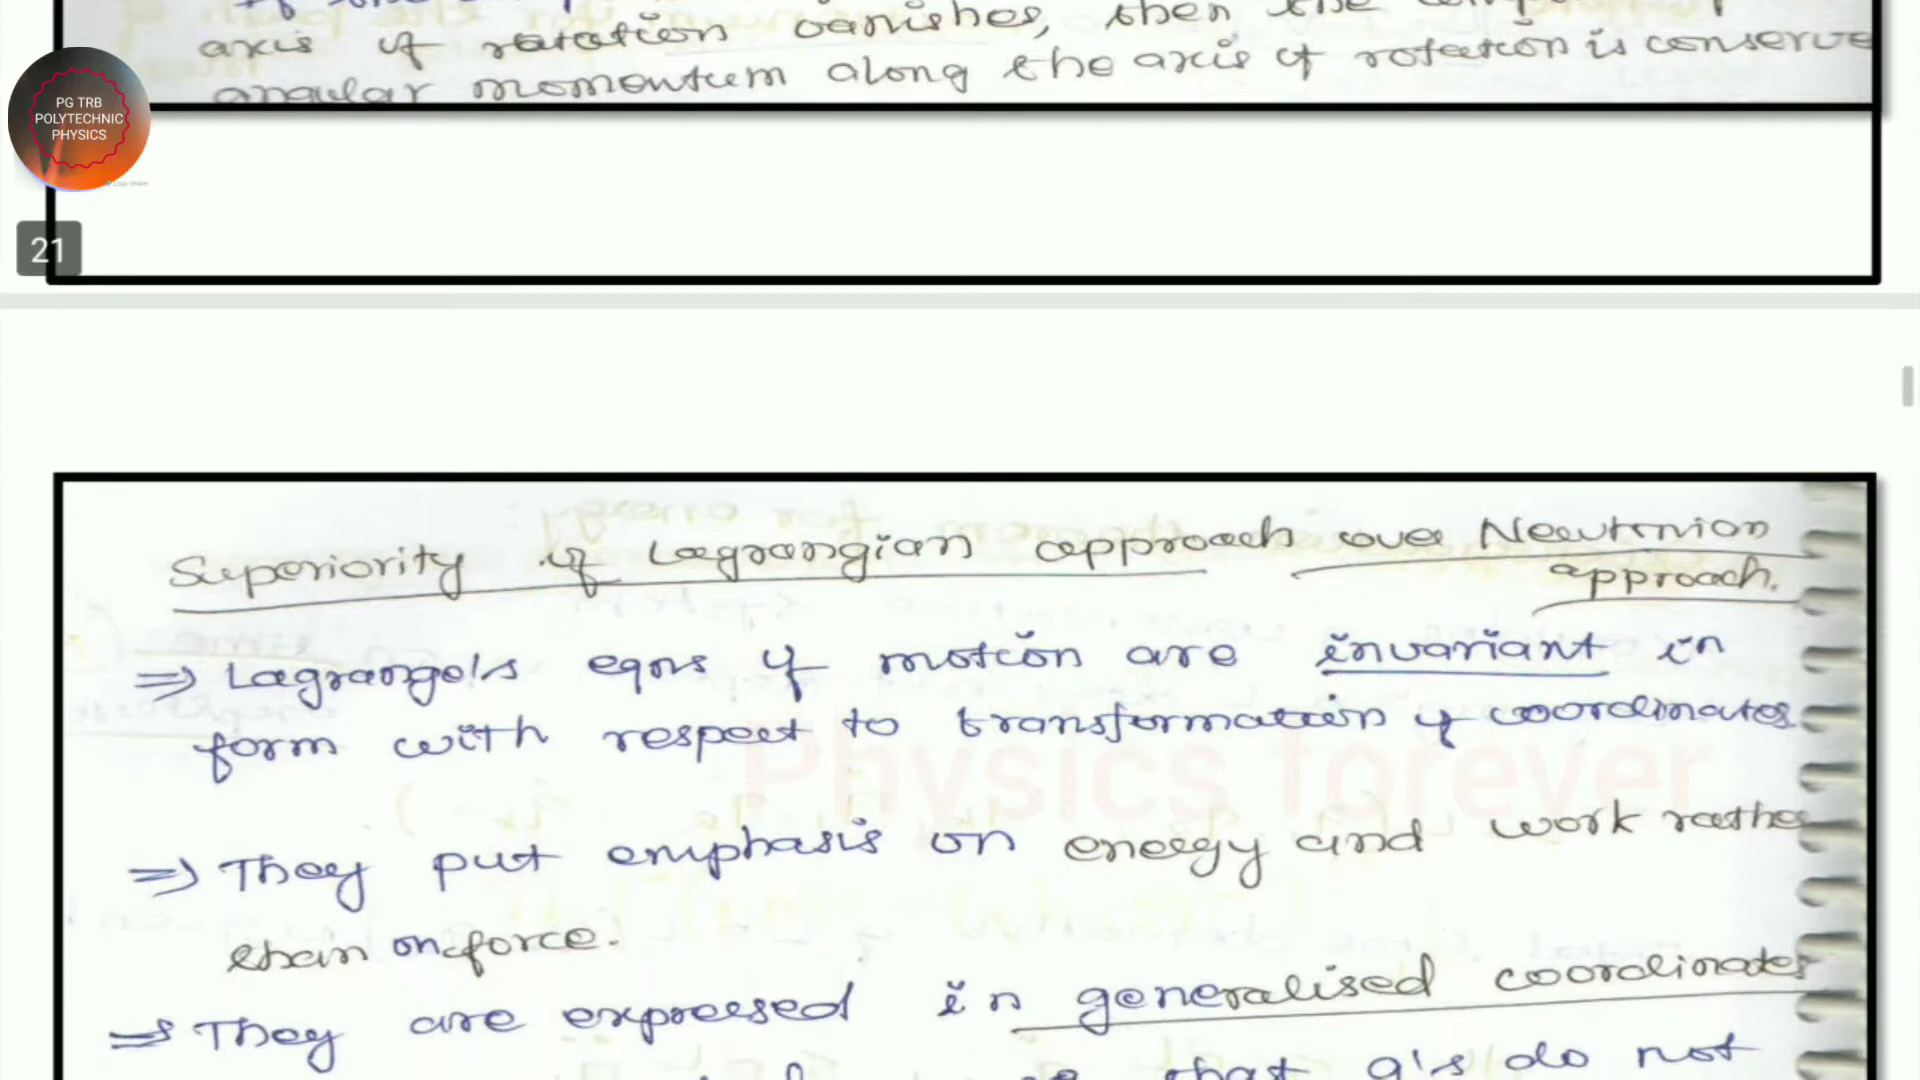 axis of rotation vanishes, then the
angular momentum along the axis of rotation is conserve
PG TRB
POLYTECHNIC
PHYSICS
21
Superiority of Lagrangian approach over Newtonian
approach.
⇒ Lagrange's eqns of motion are invariant in
form with respect to transformation of coordinates
Physics forever
⇒ They put emphasis on energy and work rather
than on force.
⇒ They are expressed in generalised coordinates
that q's do not